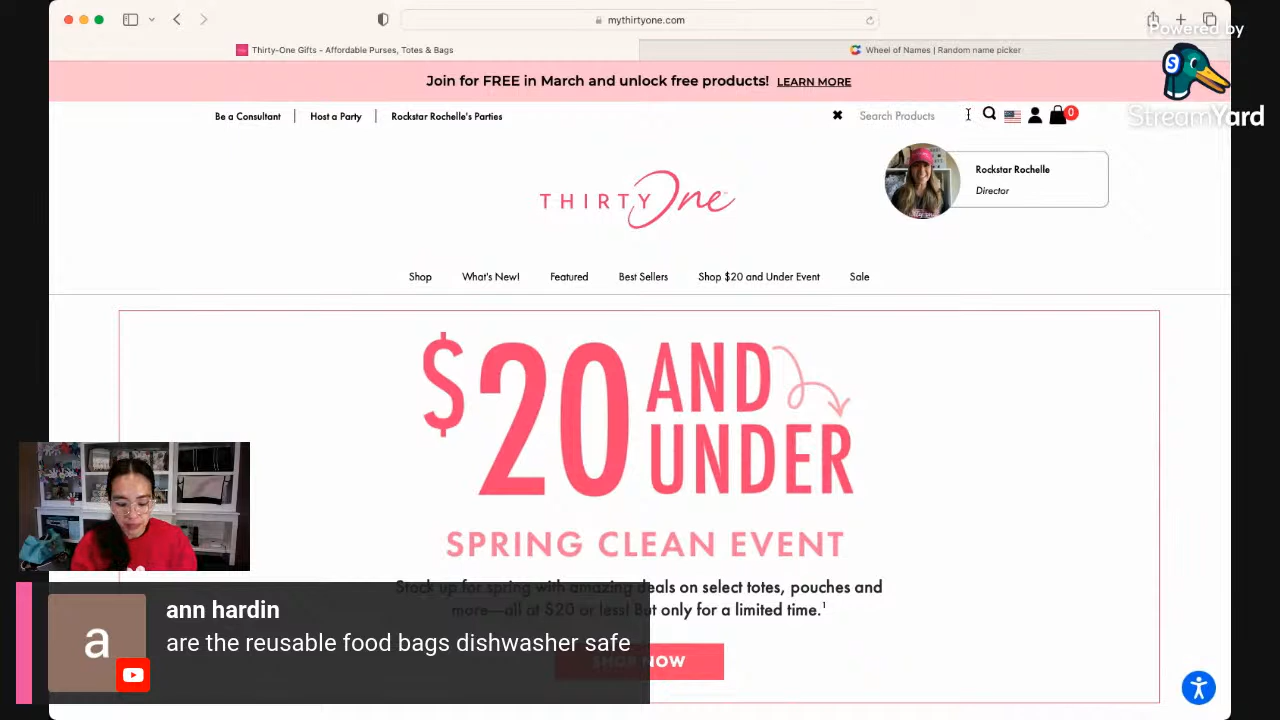 mythirtyone.com
Powered by
StreamYard
Thirty-One Gifts – Affordable Purses, Totes & Bags
Wheel of Names | Random name picker
Join for FREE in March and unlock free products! LEARN MORE
Be a Consultant
Host a Party
Rockstar Rochelle's Parties
Search Products
0
Rockstar Rochelle
Director
THIRTY One
Shop
What's New!
Featured
Best Sellers
Shop $20 and Under Event
Sale
$20 AND
UNDER
SPRING CLEAN EVENT
Stock up for spring with amazing deals on select totes, pouches and
more—all at $20 or less! But only for a limited time.1
SHOP NOW
a
ann hardin
are the reusable food bags dishwasher safe